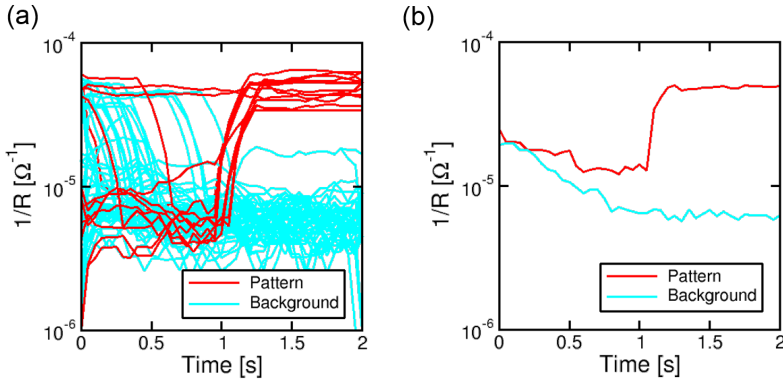 (a)
10⁻⁴
10⁻⁵
10⁻⁶
1/R [Ω⁻¹]
Pattern
Background
0 0.5 1 1.5 2
Time [s]
(b)
10⁻⁴
10⁻⁵
10⁻⁶
1/R [Ω⁻¹]
Pattern
Background
0 0.5 1 1.5 2
Time [s]